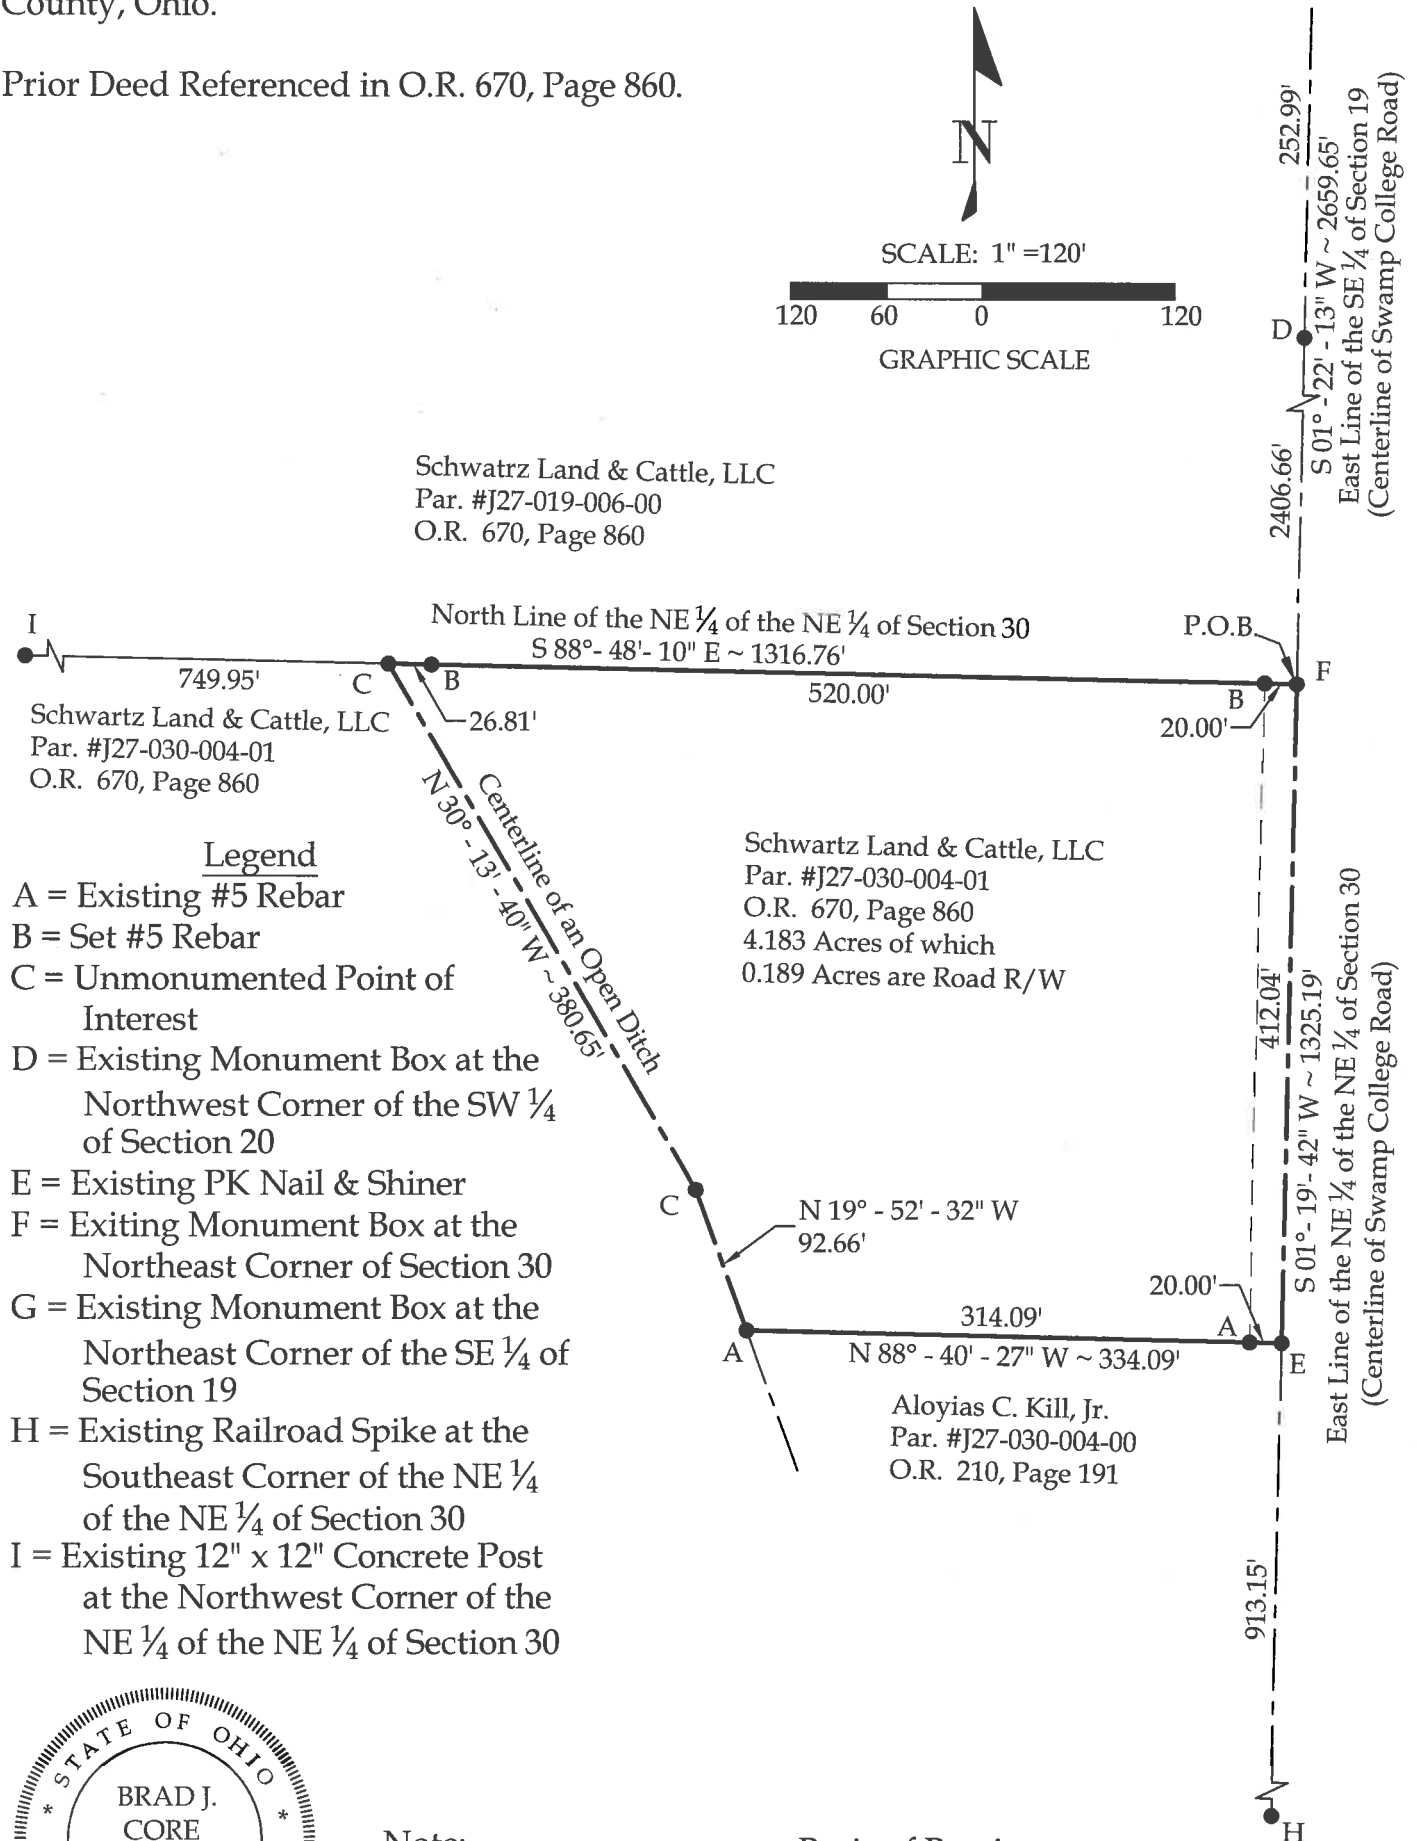 County, Ohio.
Prior Deed Referenced in O.R. 670, Page 860.
N
SCALE: 1" =120'
120 60 0 120
GRAPHIC SCALE
252.99'
S 01° - 22' - 13" W ~ 2659.65'
East Line of the SE ¼ of Section 19
(Centerline of Swamp College Road)
D
2406.66'
Schwatrz Land & Cattle, LLC
Par. #J27-019-006-00
O.R. 670, Page 860
I
North Line of the NE ¼ of the NE ¼ of Section 30
S 88°- 48'- 10" E ~ 1316.76'
P.O.B.
F
749.95'
C
B
26.81'
520.00'
B
20.00'
Schwartz Land & Cattle, LLC
Par. #J27-030-004-01
O.R. 670, Page 860
Centerline of an Open Ditch
N 30° - 13' - 40" W ~ 380.65'
Schwartz Land & Cattle, LLC
Par. #J27-030-004-01
O.R. 670, Page 860
4.183 Acres of which
0.189 Acres are Road R/W
412.04'
S 01°- 19'- 42" W ~ 1325.19'
East Line of the NE ¼ of the NE ¼ of Section 30
(Centerline of Swamp College Road)
Legend
A = Existing #5 Rebar
B = Set #5 Rebar
C = Unmonumented Point of
Interest
D = Existing Monument Box at the
Northwest Corner of the SW ¼
of Section 20
E = Existing PK Nail & Shiner
F = Exiting Monument Box at the
Northeast Corner of Section 30
G = Existing Monument Box at the
Northeast Corner of the SE ¼ of
Section 19
H = Existing Railroad Spike at the
Southeast Corner of the NE ¼
of the NE ¼ of Section 30
I = Existing 12" x 12" Concrete Post
at the Northwest Corner of the
NE ¼ of the NE ¼ of Section 30
C
N 19° - 52' - 32" W
92.66'
20.00'
314.09'
A
A
N 88° - 40' - 27" W ~ 334.09'
E
Aloyias C. Kill, Jr.
Par. #J27-030-004-00
O.R. 210, Page 191
913.15'
H
* STATE OF OHIO *
BRAD J.
CORE
Note: